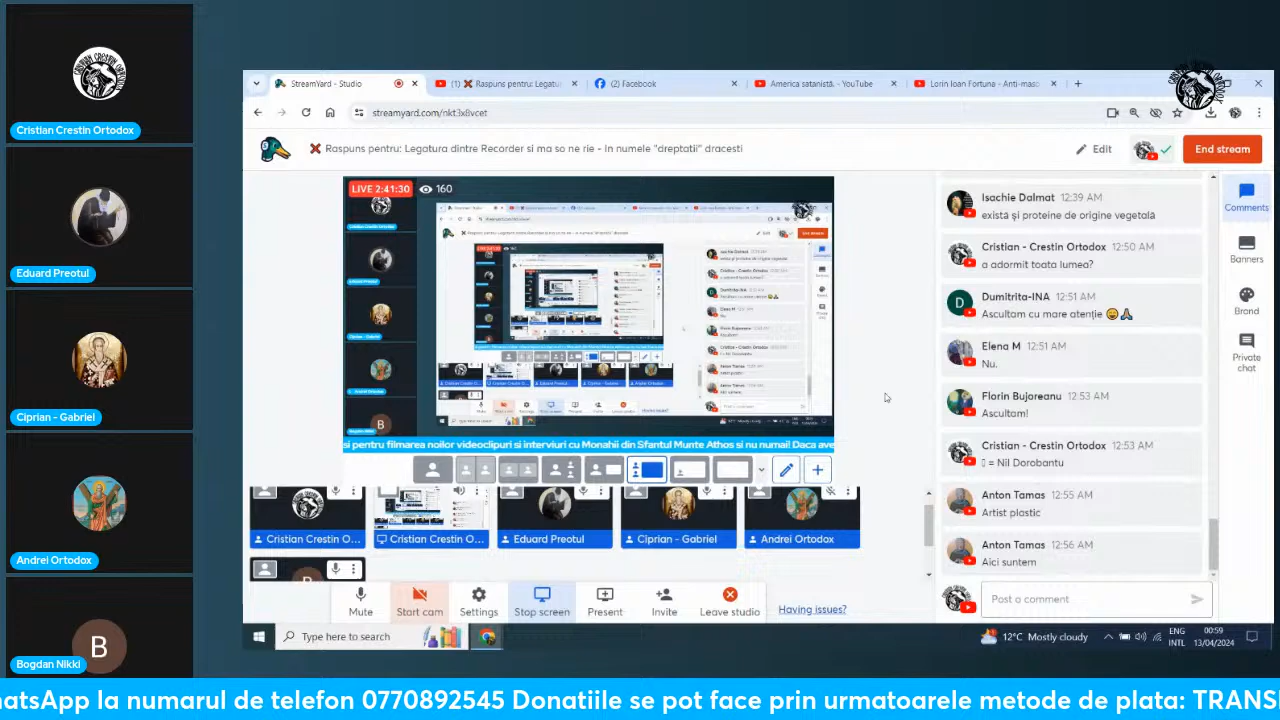 Cristian Crestin Ortodox
Eduard Preotul
Ciprian - Gabriel
Andrei Ortodox
B
Bogdan Nikki
StreamYard - Studio
(1) ❌ Raspuns pentru: Legatu
(2) Facebook
America satanistă. - YouTube
Lorin Ioan Fortuna - Anti-maso
streamyard.com/nkt3x8vcet
❌ Raspuns pentru: Legatura dintre Recorder si ma so ne rie - In numele "dreptatii" dracesti
Edit
End stream
LIVE 2:41:30
160
si pentru filmarea noilor videoclipuri si interviuri cu Monahii din Sfantul Munte Athos si nu numai! Daca ave
Cristian Crestin O...
Cristian Crestin O...
Eduard Preotul
Ciprian - Gabriel
Andrei Ortodox
Mute
Start cam
Settings
Stop screen
Present
Invite
Leave studio
Having issues?
Isachie Dalmat 12:39 AM
există și proteine de origine vegetală
Cristian - Crestin Ortodox 12:50 AM
a adormit toata lumea?
D
Dumitrita-INA 12:51 AM
Ascultam cu mare atenție 😄🙏
Elena M 12:51 AM
Nu.
Florin Bujoreanu 12:53 AM
Ascultam!
Cristian - Crestin Ortodox 12:53 AM
= Nil Dorobantu
Anton Tamas 12:55 AM
Artist plastic
Anton Tamas 12:56 AM
Aici suntem
Post a comment
Comments
Banners
Brand
Private
chat
Type here to search
12°C Mostly cloudy
ENG
INTL
00:59
13/04/2024
hatsApp la numarul de telefon 0770892545 Donatiile se pot face prin urmatoarele metode de plata: TRANS